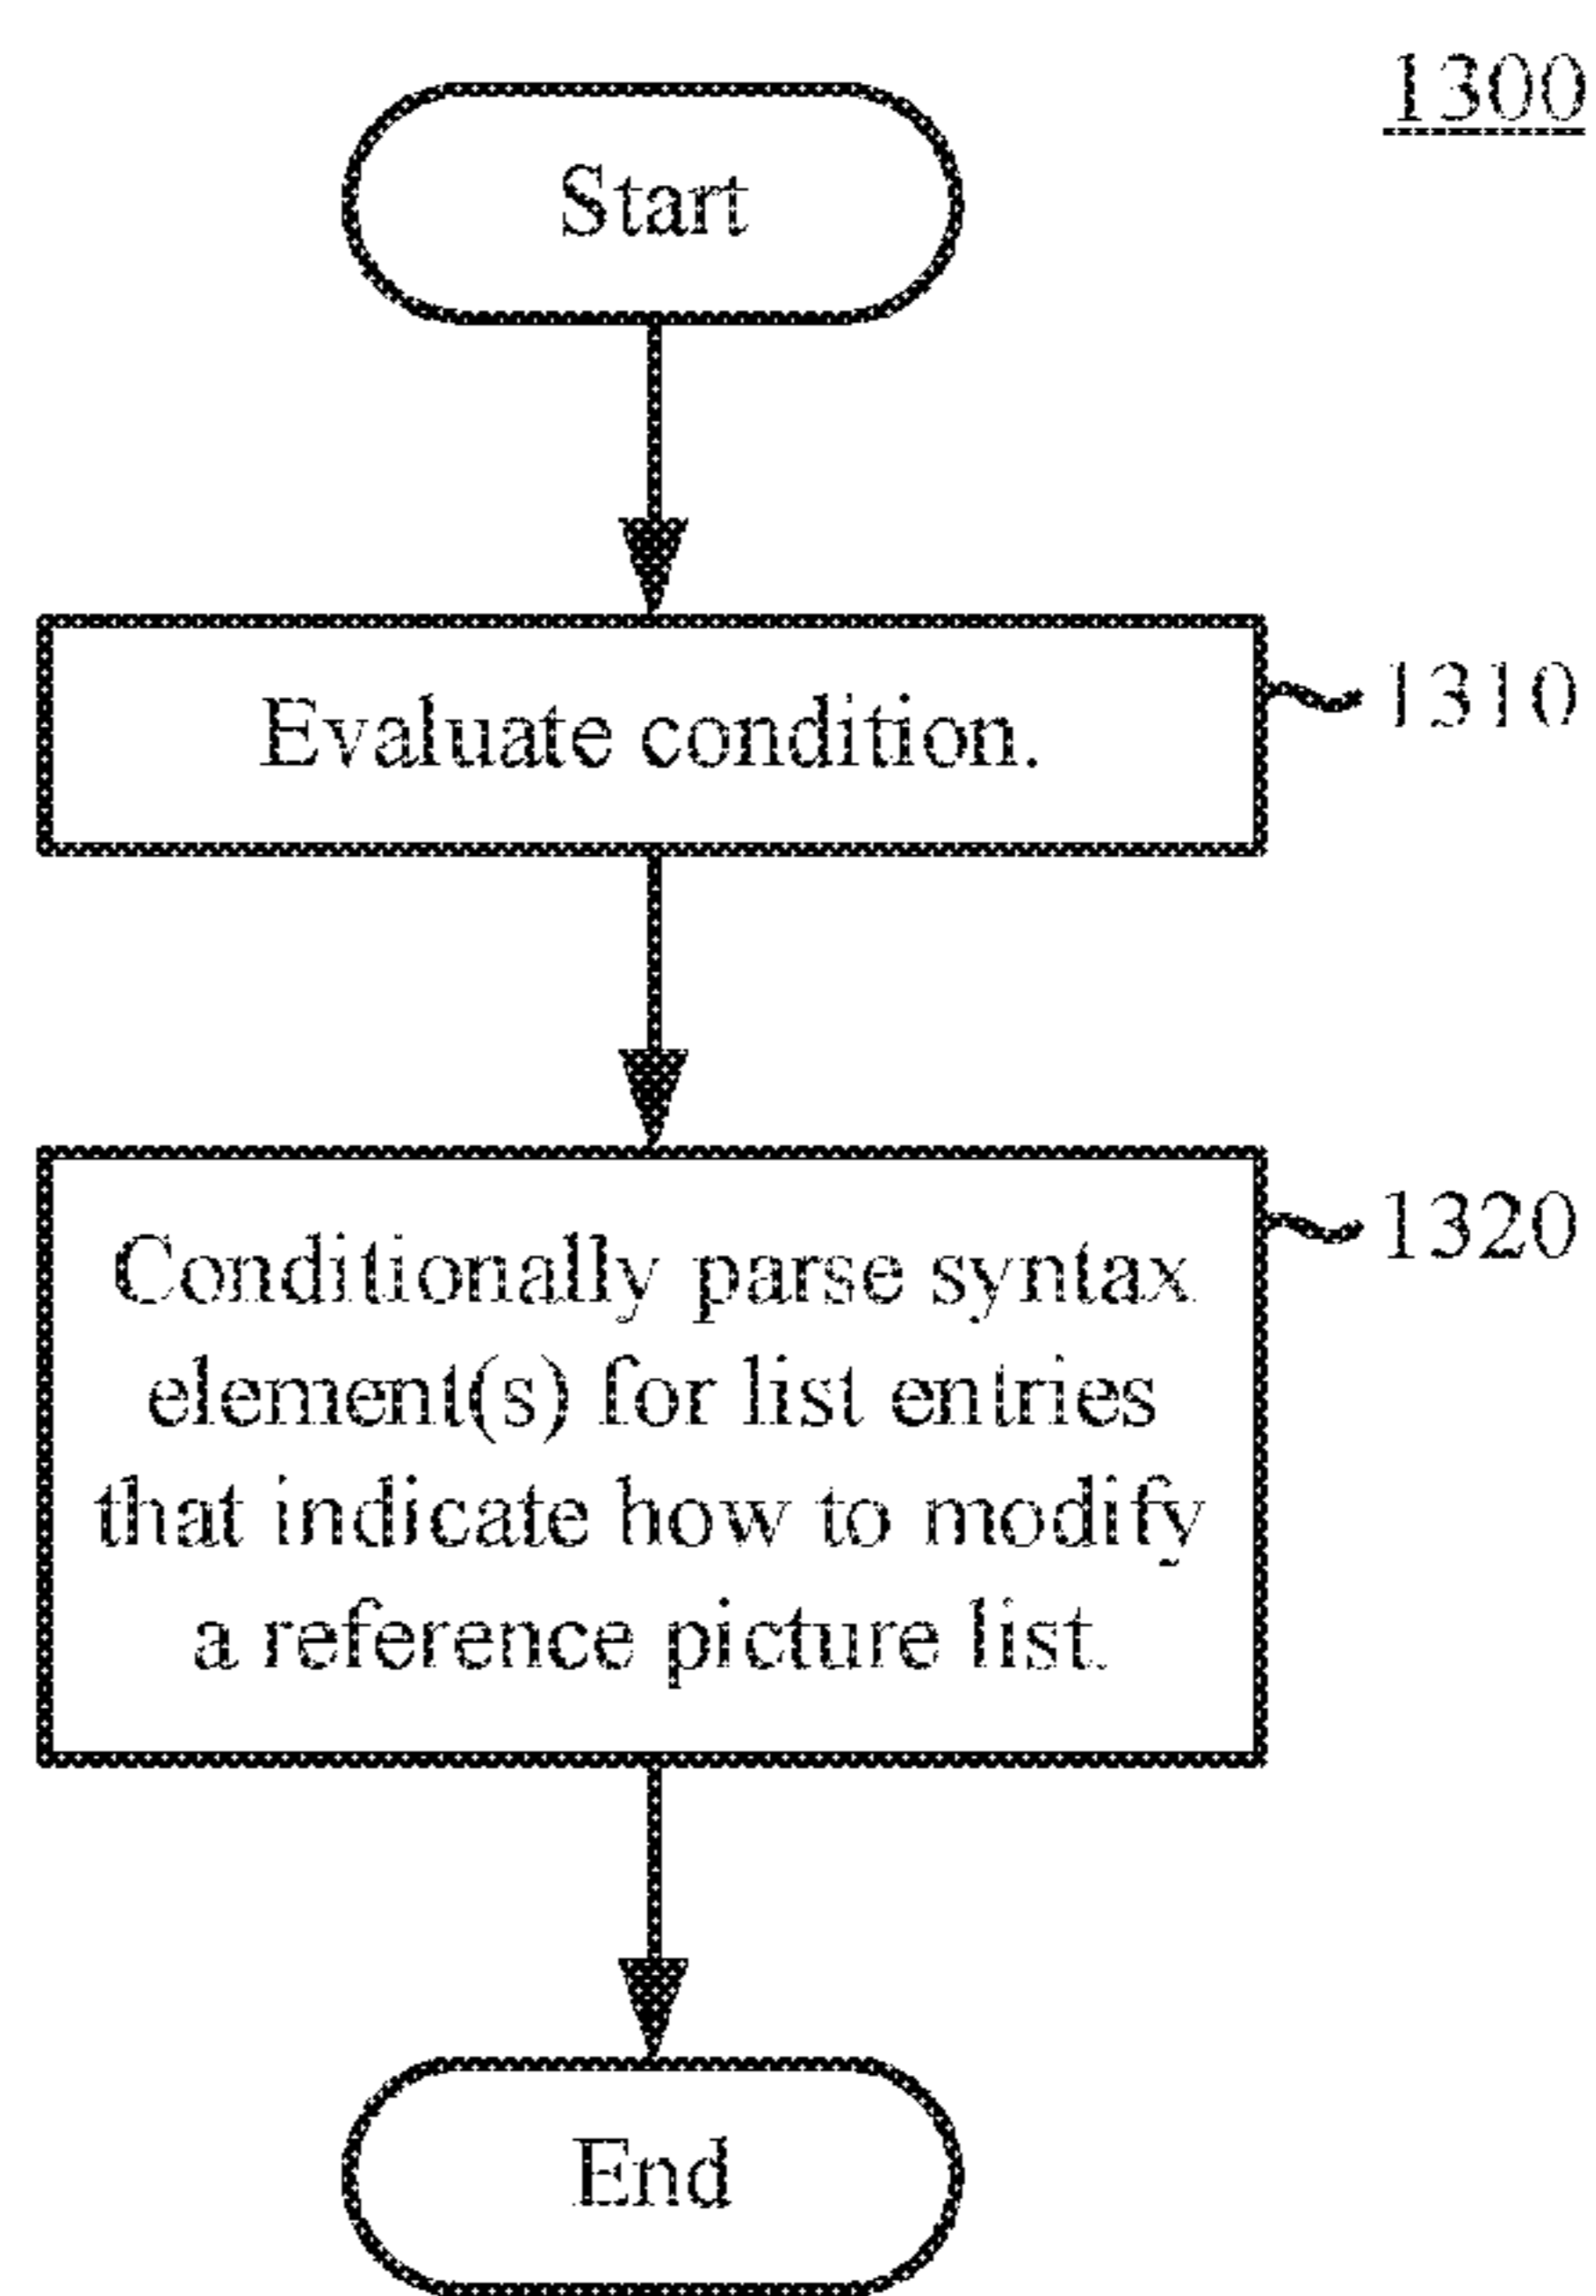 1300
Start
Evaluate condition.
1310
1320
Conditionally parse syntax
element(s) for list entries
that indicate how to modify
a reference picture list.
End